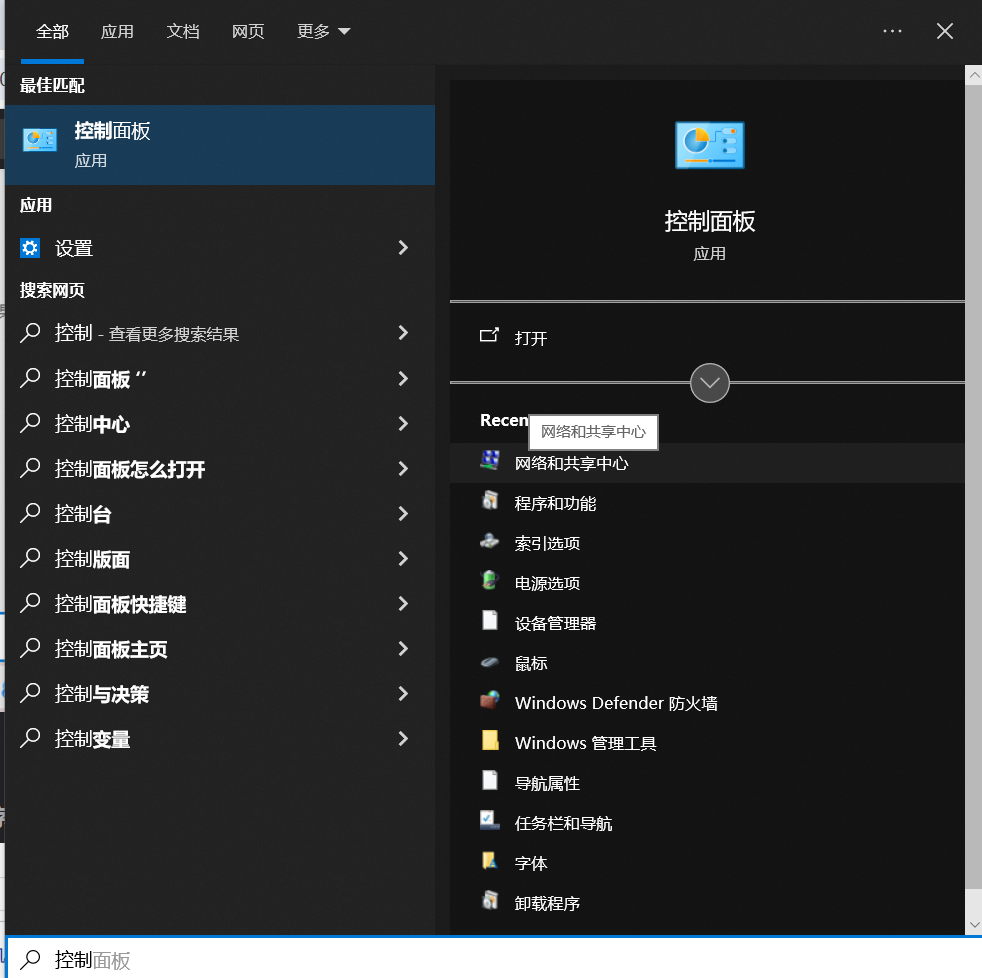 全部 应用 文档 网页 更多
最佳匹配
控制面板
应用
应用
设置
搜索网页
控制 - 查看更多搜索结果
控制面板 ‘’
控制中心
控制面板怎么打开
控制台
控制版面
控制面板快捷键
控制面板主页
控制与决策
控制变量
控制面板
应用
打开
Recen
网络和共享中心
网络和共享中心
程序和功能
索引选项
电源选项
设备管理器
鼠标
Windows Defender 防火墙
Windows 管理工具
导航属性
任务栏和导航
字体
卸载程序
控制面板